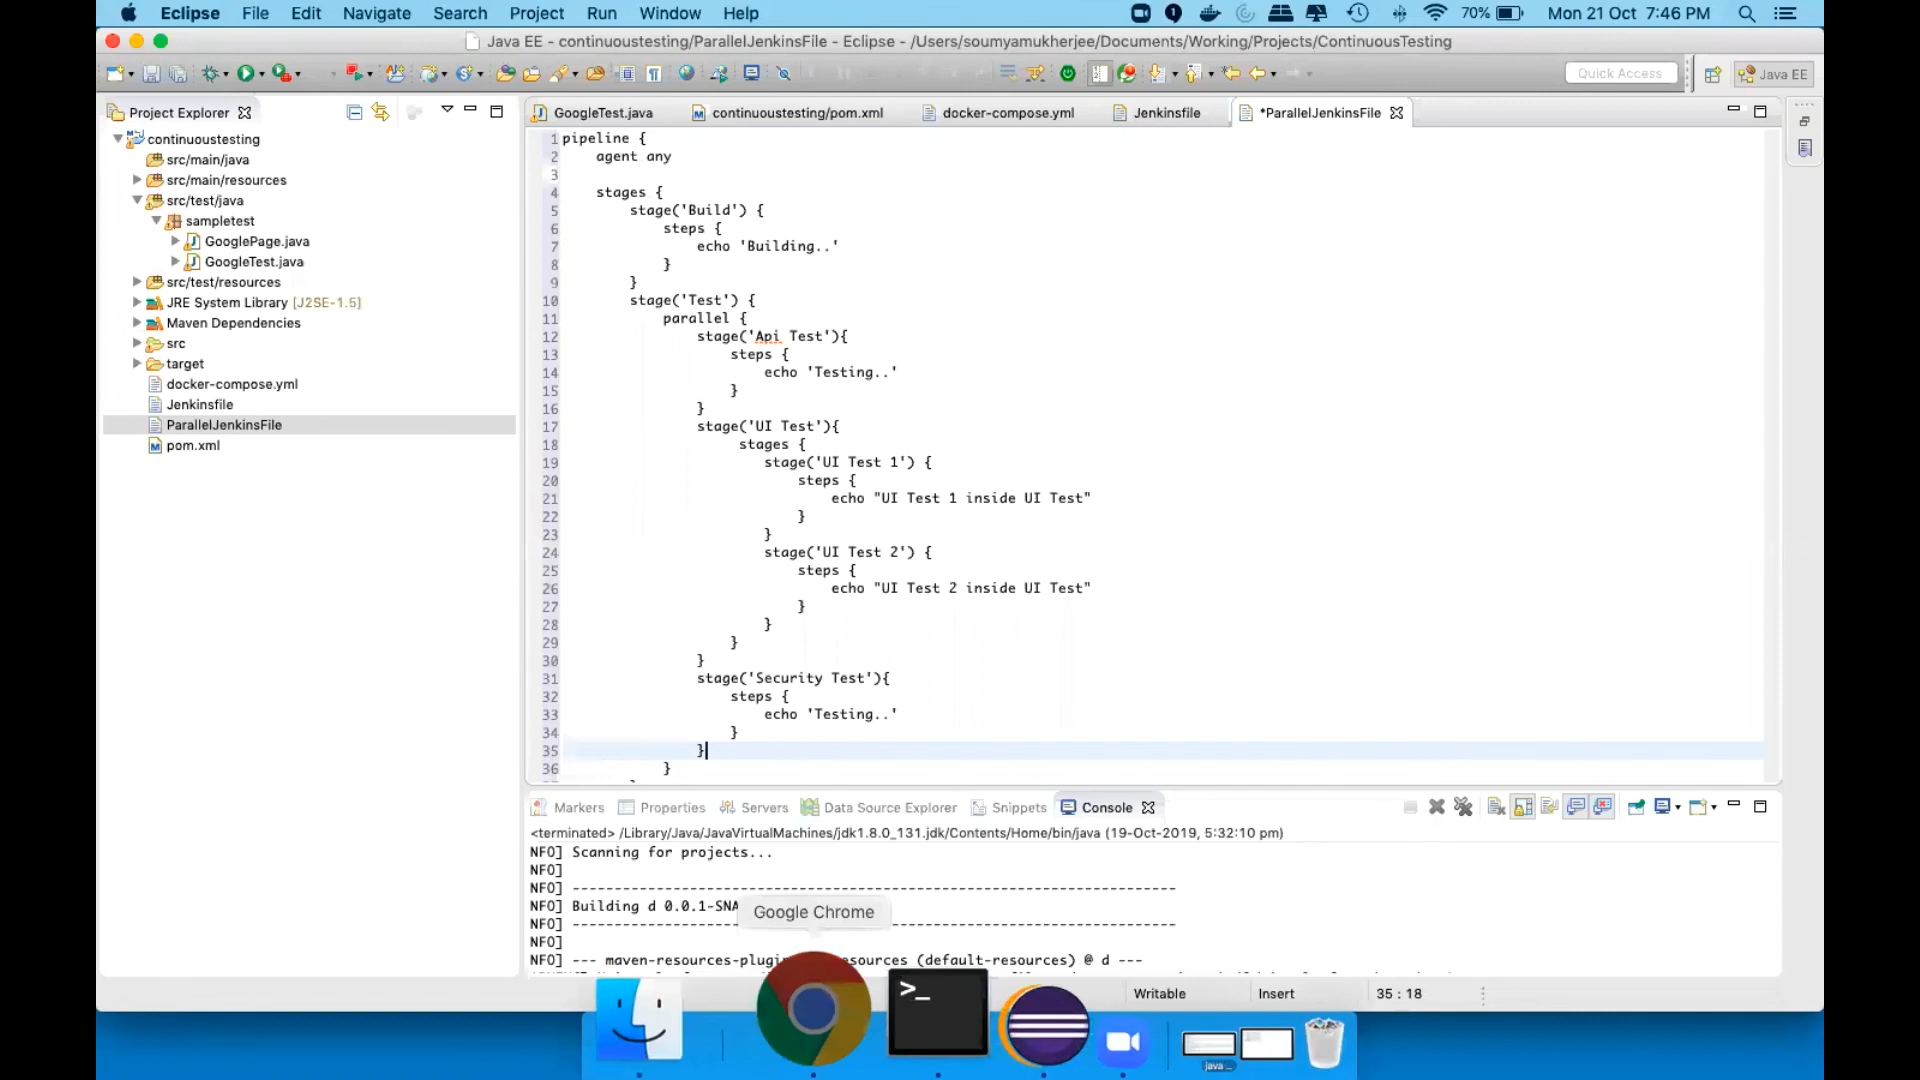 Eclipse File Edit Navigate Search Project Run Window Help 70% Mon 21 Oct 7:46 PM
Java EE - continuoustesting/ParallelJenkinsFile - Eclipse - /Users/soumyamukherjee/Documents/Working/Projects/ContinuousTesting
Quick Access Java EE
Project Explorer
continuoustesting
src/main/java
src/main/resources
src/test/java
sampletest
GooglePage.java
GoogleTest.java
src/test/resources
JRE System Library [J2SE-1.5]
Maven Dependencies
src
target
docker-compose.yml
Jenkinsfile
ParallelJenkinsFile
pom.xml
GoogleTest.java continuoustesting/pom.xml docker-compose.yml Jenkinsfile *ParallelJenkinsFile
1 pipeline {
2 agent any
3
4 stages {
5 stage('Build') {
6 steps {
7 echo 'Building..'
8 }
9 }
10 stage('Test') {
11 parallel {
12 stage('Api Test'){
13 steps {
14 echo 'Testing..'
15 }
16 }
17 stage('UI Test'){
18 stages {
19 stage('UI Test 1') {
20 steps {
21 echo "UI Test 1 inside UI Test"
22 }
23 }
24 stage('UI Test 2') {
25 steps {
26 echo "UI Test 2 inside UI Test"
27 }
28 }
29 }
30 }
31 stage('Security Test'){
32 steps {
33 echo 'Testing..'
34 }
35 }
36 }
Markers Properties Servers Data Source Explorer Snippets Console
<terminated> /Library/Java/JavaVirtualMachines/jdk1.8.0_131.jdk/Contents/Home/bin/java (19-Oct-2019, 5:32:10 pm)
NFO] Scanning for projects...
NFO]
NFO] ------------------------------------------------------------------------
NFO] Building d 0.0.1-SNA
NFO] ------------------------------------------------------------------------
NFO]
NFO] --- maven-resources-plugin esources (default-resources) @ d ---
Google Chrome
Writable Insert 35 : 18
java ...